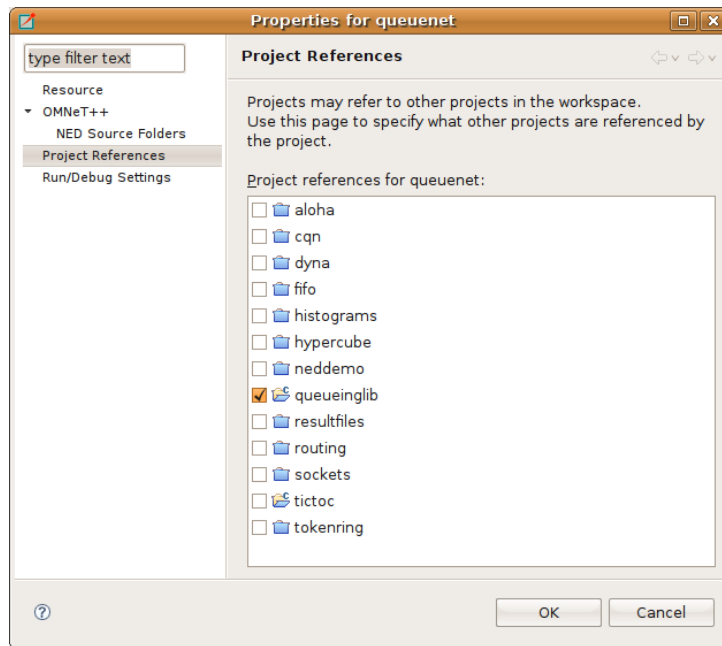 Properties for queuenet
type filter text
Resource
OMNeT++
NED Source Folders
Project References
Run/Debug Settings
Project References
Projects may refer to other projects in the workspace.
Use this page to specify what other projects are referenced by
the project.
Project references for queuenet:
aloha
cqn
dyna
fifo
histograms
hypercube
neddemo
queueinglib
resultfiles
routing
sockets
tictoc
tokenring
OK
Cancel